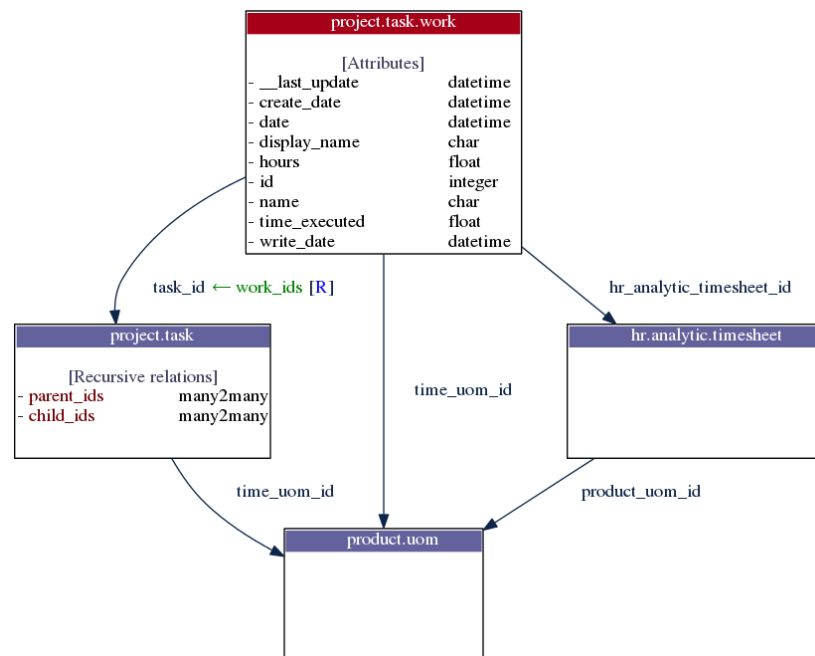 project.task.work
[Attributes]
- __last_update datetime
- create_date datetime
- date datetime
- display_name char
- hours float
- id integer
- name char
- time_executed float
- write_date datetime
task_id ← work_ids [R]
hr_analytic_timesheet_id
project.task
[Recursive relations]
- parent_ids many2many
- child_ids many2many
hr.analytic.timesheet
time_uom_id
time_uom_id
product_uom_id
product.uom